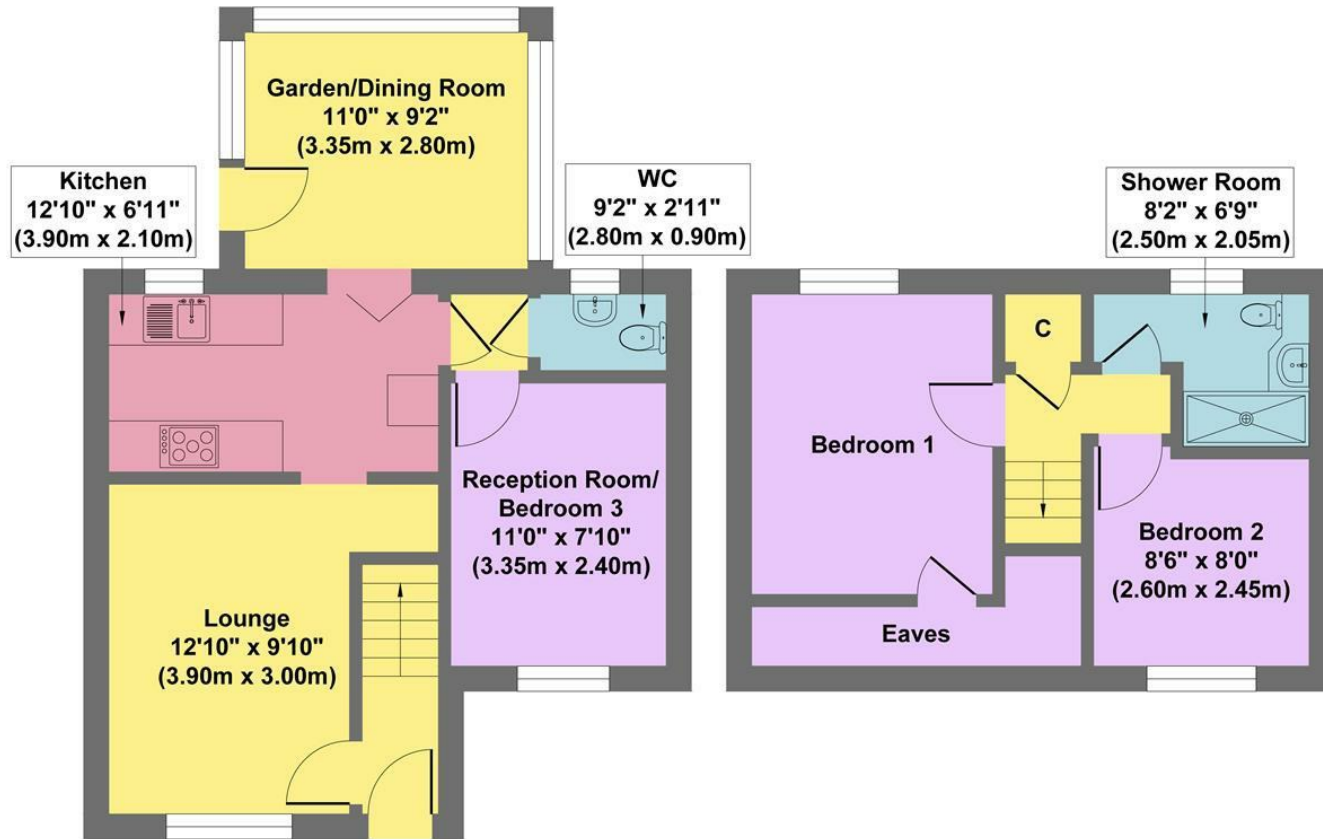 Garden/Dining Room
11'0" x 9'2"
(3.35m x 2.80m)
Kitchen
12'10" x 6'11"
(3.90m x 2.10m)
WC
9'2" x 2'11"
(2.80m x 0.90m)
Reception Room/
Bedroom 3
11'0" x 7'10"
(3.35m x 2.40m)
Lounge
12'10" x 9'10"
(3.90m x 3.00m)
Shower Room
8'2" x 6'9"
(2.50m x 2.05m)
C
Bedroom 1
Bedroom 2
8'6" x 8'0"
(2.60m x 2.45m)
Eaves